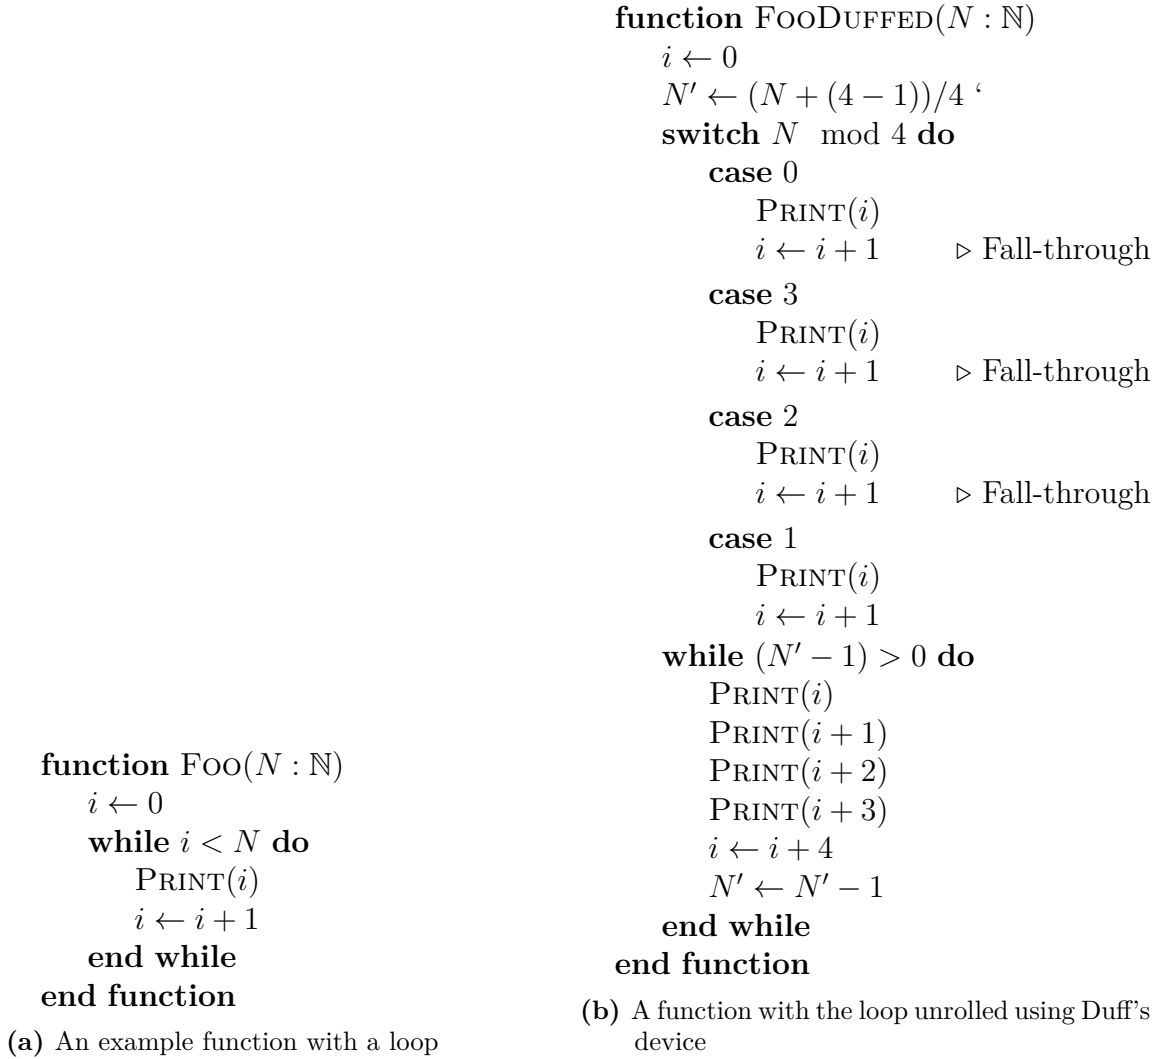 function FOO(N : ℕ)
i ← 0
while i < N do
PRINT(i)
i ← i + 1
end while
end function
(a) An example function with a loop
function FOODUFFED(N : ℕ)
i ← 0
N′ ← (N + (4 − 1))/4 ‘
switch N mod 4 do
case 0
PRINT(i)
i ← i + 1 ▷ Fall-through
case 3
PRINT(i)
i ← i + 1 ▷ Fall-through
case 2
PRINT(i)
i ← i + 1 ▷ Fall-through
case 1
PRINT(i)
i ← i + 1
while (N′ − 1) > 0 do
PRINT(i)
PRINT(i + 1)
PRINT(i + 2)
PRINT(i + 3)
i ← i + 4
N′ ← N′ − 1
end while
end function
(b) A function with the loop unrolled using Duff's
device